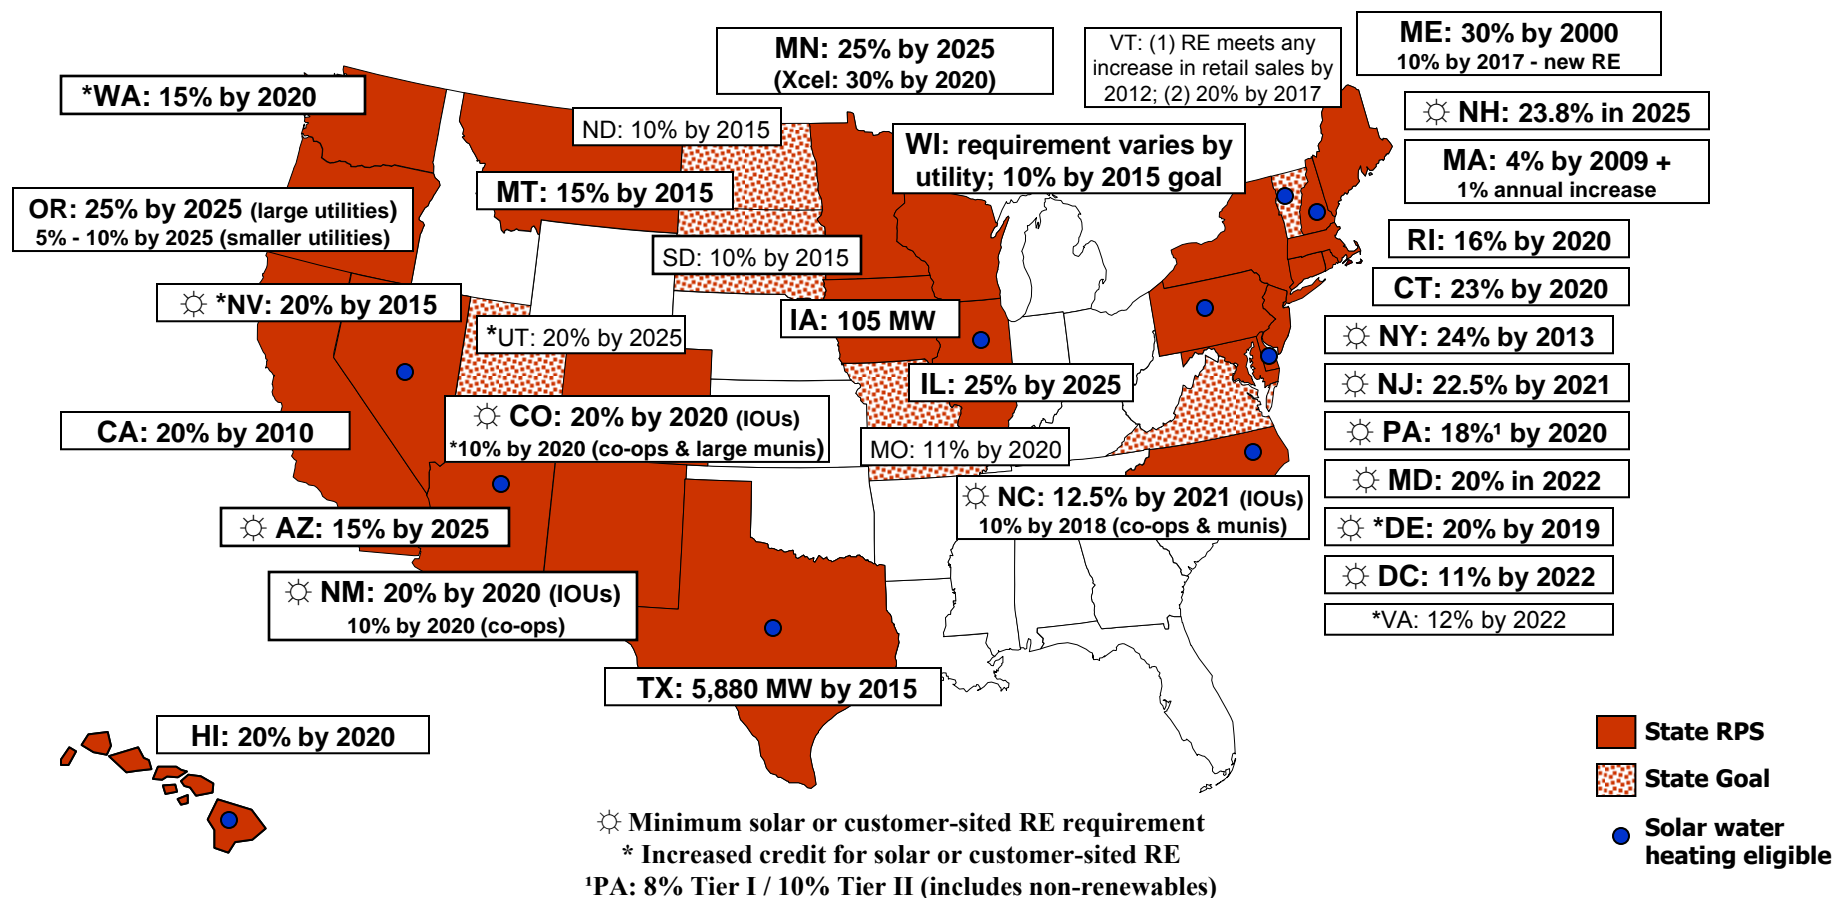 MN: 25% by 2025
(Xcel: 30% by 2020)
VT: (1) RE meets any
increase in retail sales by
2012; (2) 20% by 2017
ME: 30% by 2000
10% by 2017 - new RE
*WA: 15% by 2020
☼ NH: 23.8% in 2025
ND: 10% by 2015
WI: requirement varies by
utility; 10% by 2015 goal
MA: 4% by 2009 +
1% annual increase
MT: 15% by 2015
OR: 25% by 2025 (large utilities)
5% - 10% by 2025 (smaller utilities)
RI: 16% by 2020
SD: 10% by 2015
CT: 23% by 2020
☼ *NV: 20% by 2015
IA: 105 MW
*UT: 20% by 2025
☼ NY: 24% by 2013
IL: 25% by 2025
☼ NJ: 22.5% by 2021
☼ CO: 20% by 2020 (IOUs)
*10% by 2020 (co-ops & large munis)
CA: 20% by 2010
MO: 11% by 2020
☼ PA: 18%¹ by 2020
☼ MD: 20% in 2022
☼ NC: 12.5% by 2021 (IOUs)
10% by 2018 (co-ops & munis)
☼ AZ: 15% by 2025
☼ *DE: 20% by 2019
☼ DC: 11% by 2022
☼ NM: 20% by 2020 (IOUs)
10% by 2020 (co-ops)
*VA: 12% by 2022
TX: 5,880 MW by 2015
HI: 20% by 2020
State RPS
State Goal
Solar water
heating eligible
☼ Minimum solar or customer-sited RE requirement
* Increased credit for solar or customer-sited RE
¹PA: 8% Tier I / 10% Tier II (includes non-renewables)